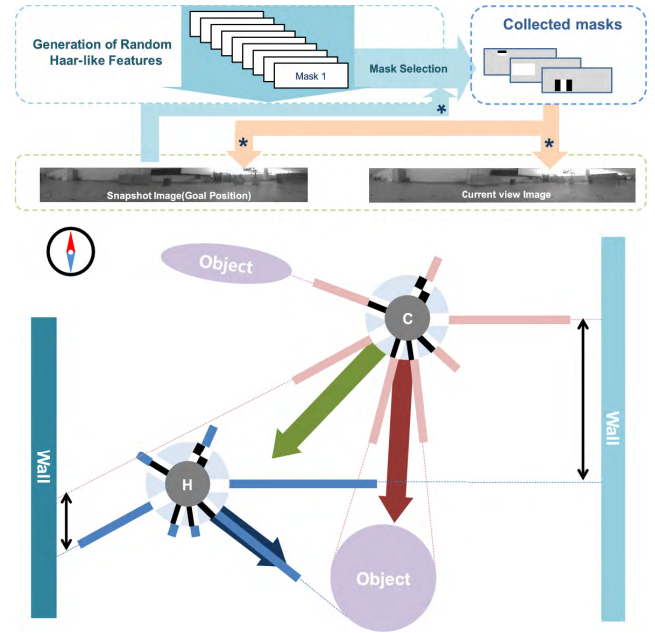 Generation of Random
Haar-like Features
Mask 1
Mask Selection
Collected masks
*
*
*
Snapshot Image(Goal Position)
Current view Image
Object
C
Wall
Wall
H
Object